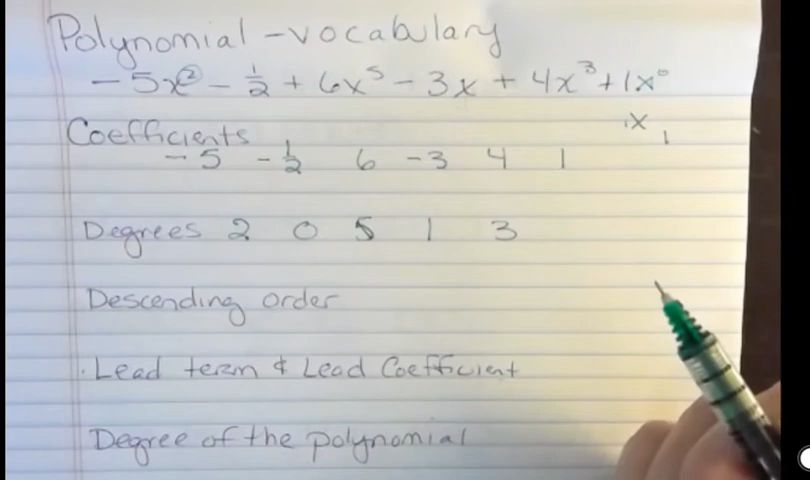 Polynomial - vocabulary
-5x² - 1/2 + 6x⁵ - 3x + 4x³ + 1x⁰
x 1
Coefficients
-5 -1/2 6 -3 4 1
Degrees 2 0 5 1 3
Descending order
Lead term & Lead Coefficient
Degree of the polynomial